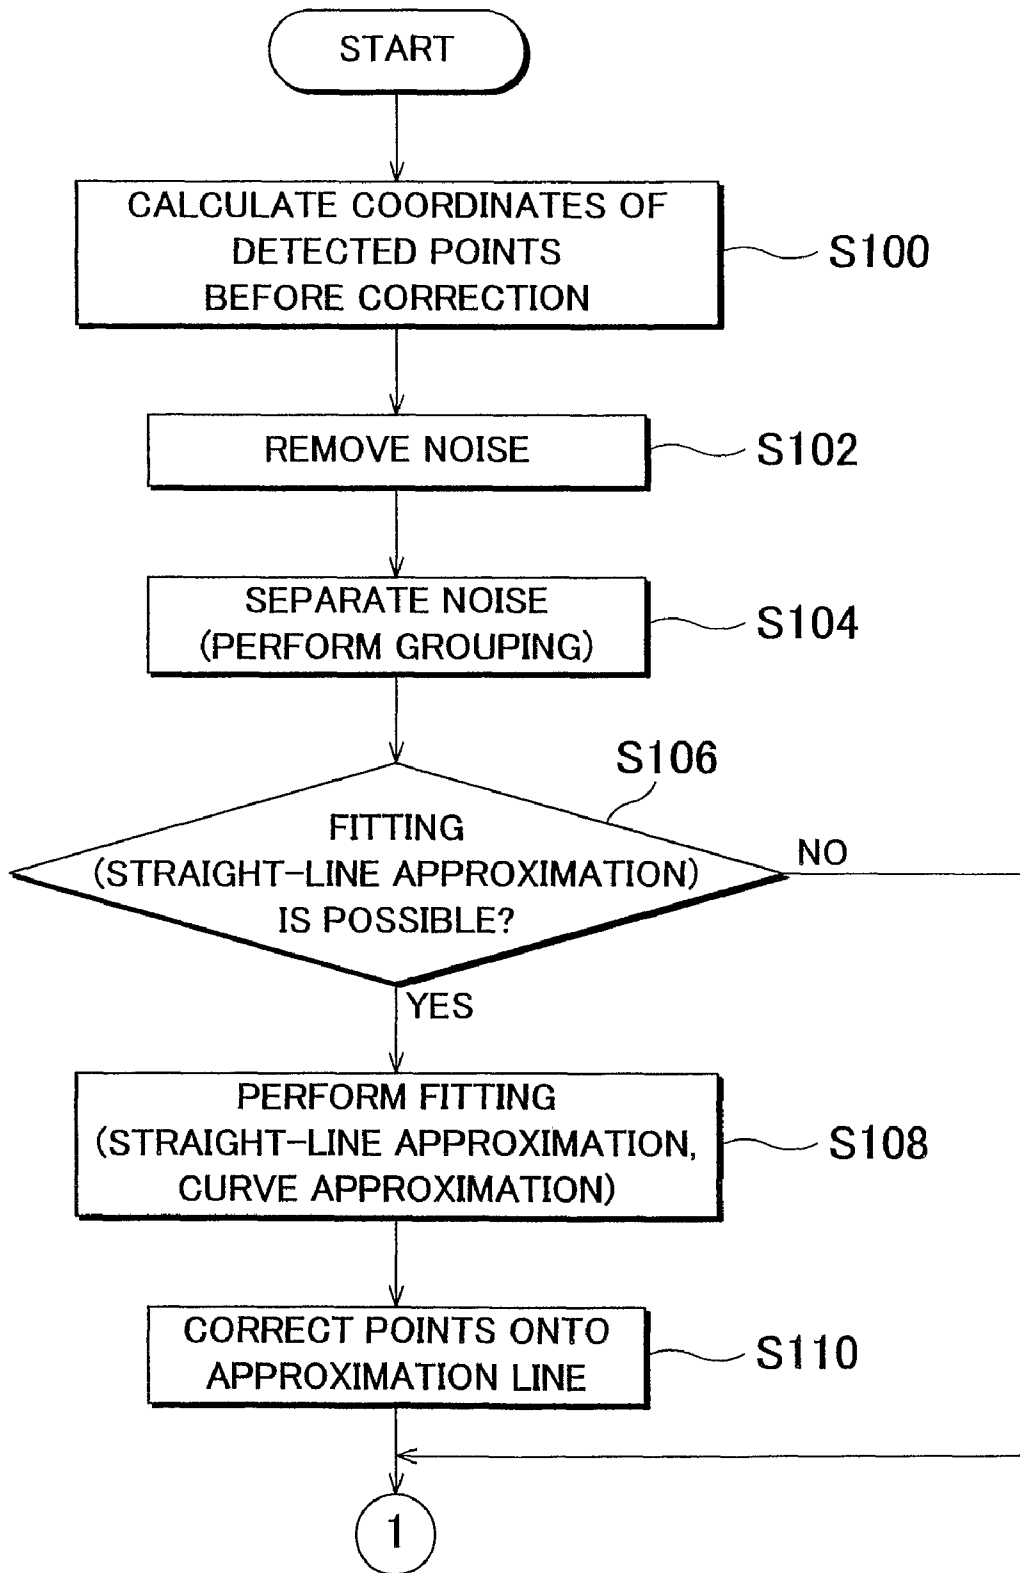 START
CALCULATE COORDINATES OF
DETECTED POINTS
BEFORE CORRECTION
S100
REMOVE NOISE
S102
SEPARATE NOISE
(PERFORM GROUPING)
S104
S106
FITTING
(STRAIGHT-LINE APPROXIMATION)
IS POSSIBLE?
NO
YES
PERFORM FITTING
(STRAIGHT-LINE APPROXIMATION,
CURVE APPROXIMATION)
S108
CORRECT POINTS ONTO
APPROXIMATION LINE
S110
1